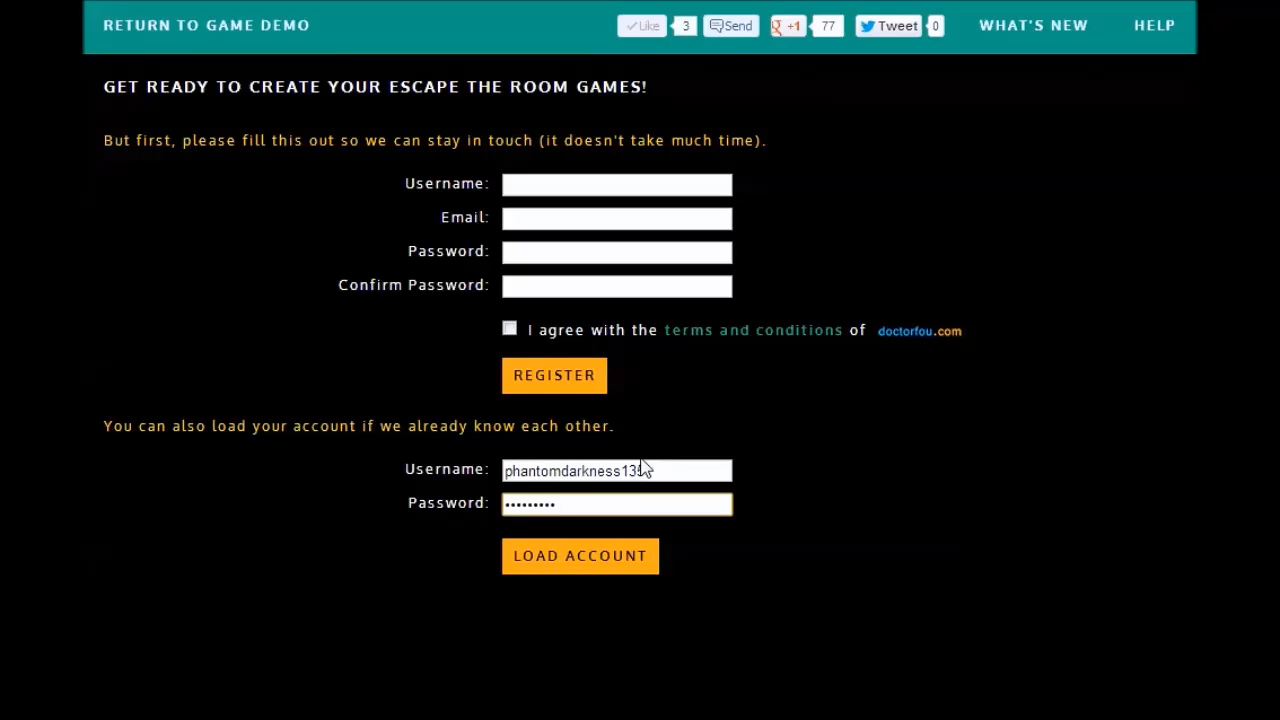 RETURN TO GAME DEMO Like 3 Send +1 77 Tweet 0 WHAT'S NEW HELP
GET READY TO CREATE YOUR ESCAPE THE ROOM GAMES!
But first, please fill this out so we can stay in touch (it doesn't take much time).
Username:
Email:
Password:
Confirm Password:
I agree with the terms and conditions of doctorfou.com
REGISTER
You can also load your account if we already know each other.
Username: phantomdarkness135
Password: •••••••••
LOAD ACCOUNT